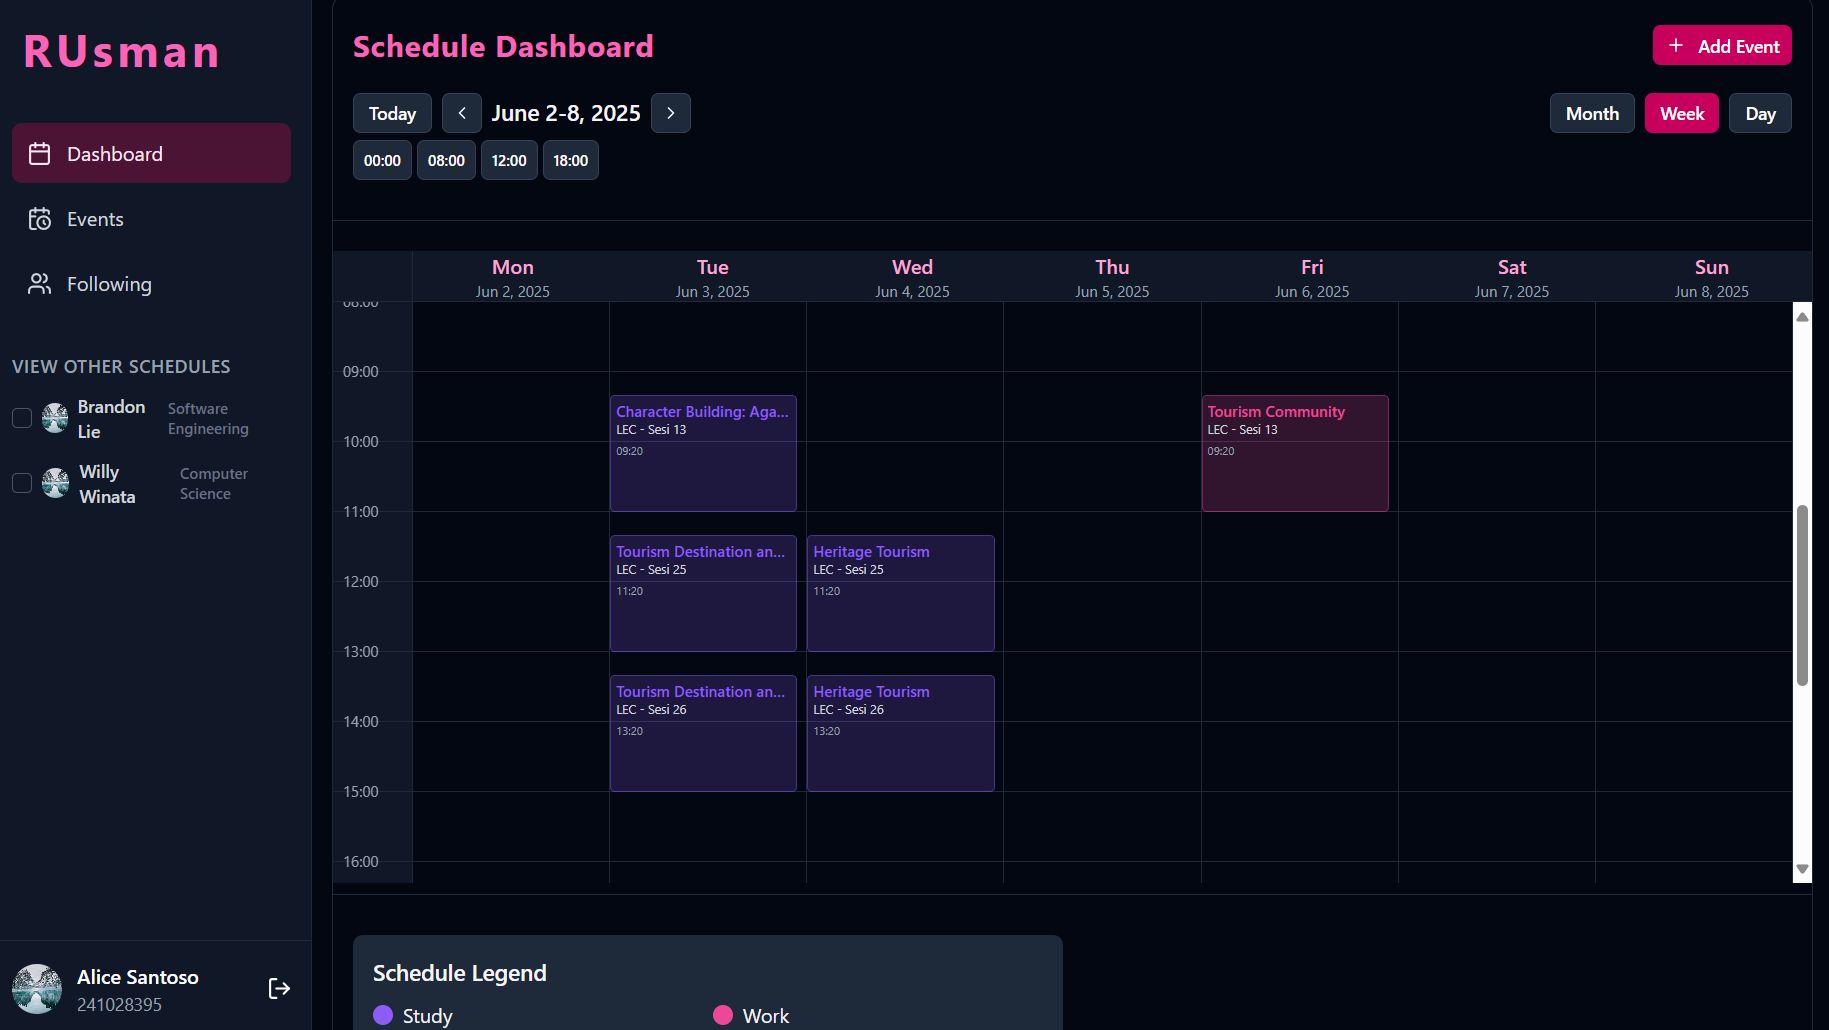 RUsman
Dashboard
Events
Following
VIEW OTHER SCHEDULES
Brandon
Lie
Software
Engineering
Willy
Winata
Computer
Science
Alice Santoso
241028395
Schedule Dashboard
+ Add Event
Today
June 2-8, 2025
Month
Week
Day
00:00
08:00
12:00
18:00
Mon
Tue
Wed
Thu
Fri
Sat
Sun
Jun 2, 2025
Jun 3, 2025
Jun 4, 2025
Jun 5, 2025
Jun 6, 2025
Jun 7, 2025
Jun 8, 2025
08:00
09:00
Character Building: Aga...
LEC - Sesi 13
09:20
Tourism Community
LEC - Sesi 13
09:20
10:00
11:00
Tourism Destination an...
LEC - Sesi 25
11:20
Heritage Tourism
LEC - Sesi 25
11:20
12:00
13:00
Tourism Destination an...
LEC - Sesi 26
13:20
Heritage Tourism
LEC - Sesi 26
13:20
14:00
15:00
16:00
Schedule Legend
Study
Work